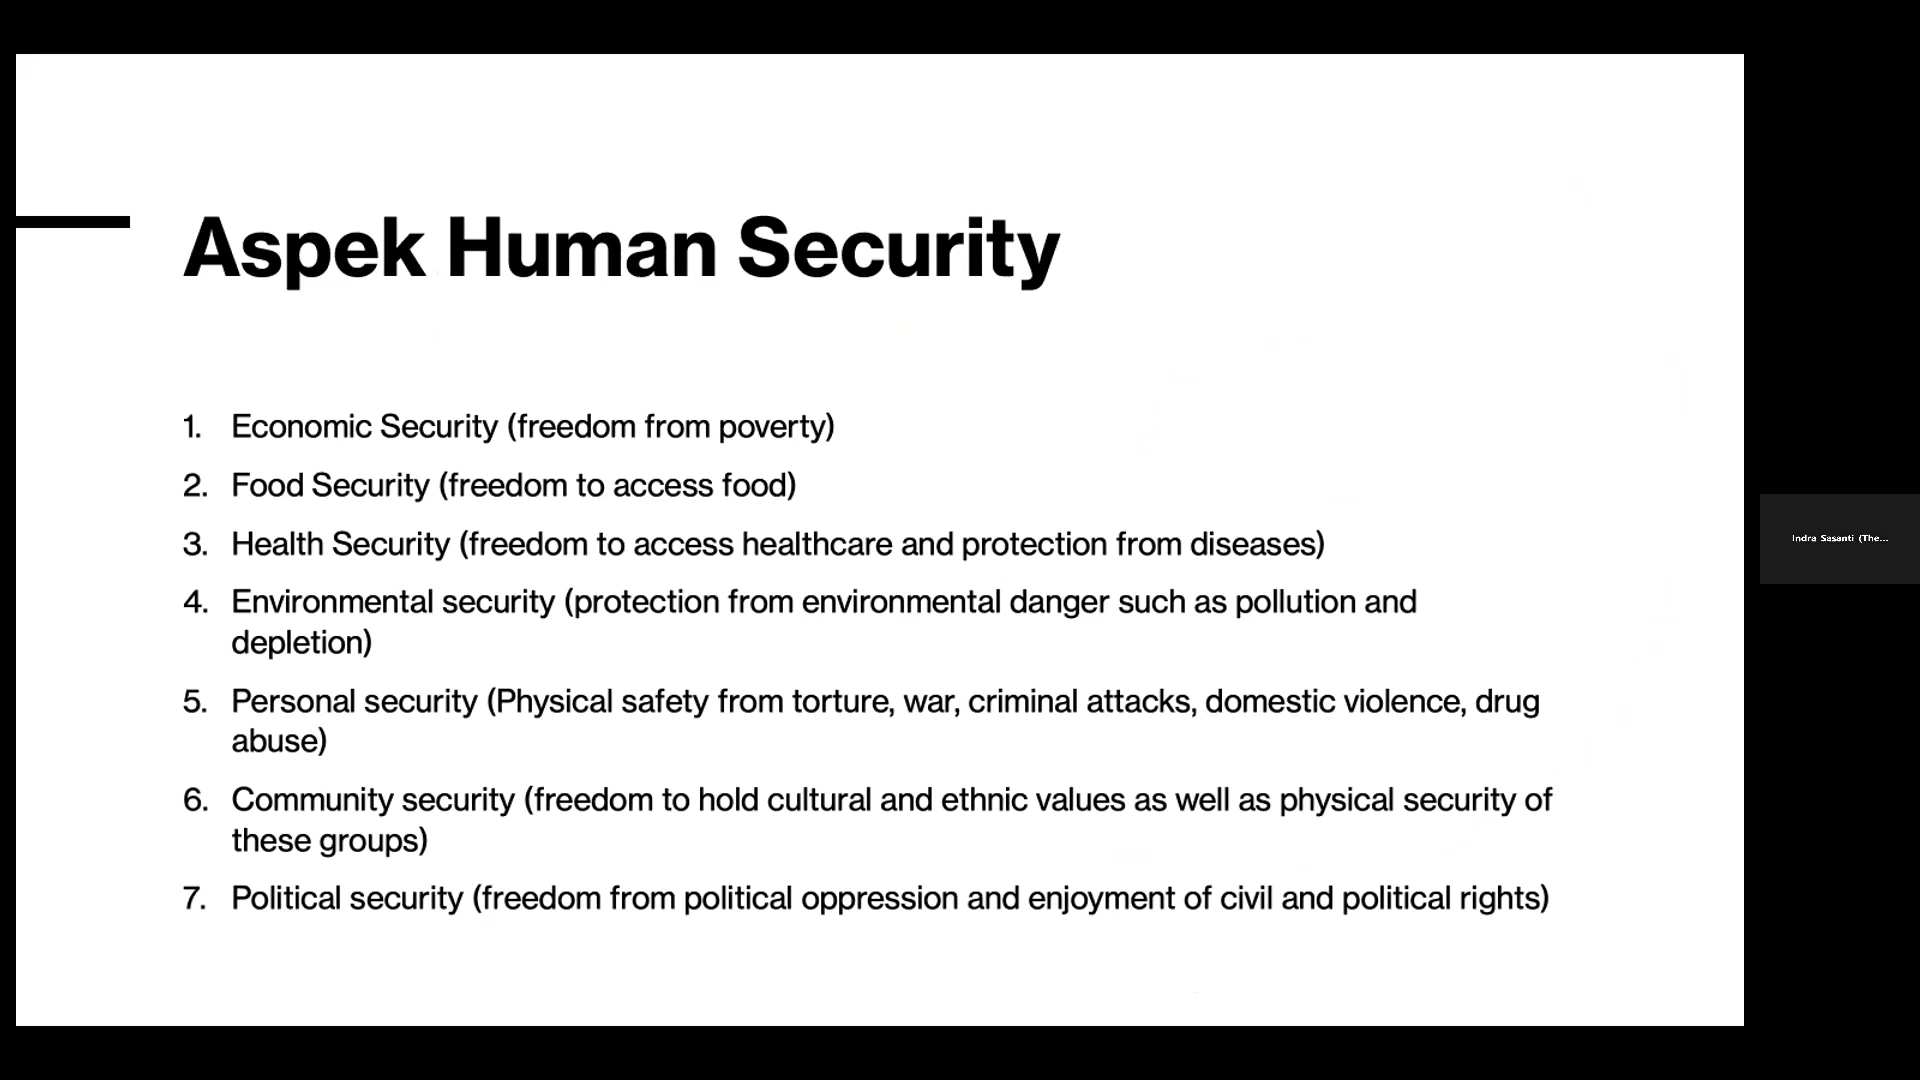 Aspek Human Security
1. Economic Security (freedom from poverty)
2. Food Security (freedom to access food)
3. Health Security (freedom to access healthcare and protection from diseases)
4. Environmental security (protection from environmental danger such as pollution and
depletion)
5. Personal security (Physical safety from torture, war, criminal attacks, domestic violence, drug
abuse)
6. Community security (freedom to hold cultural and ethnic values as well as physical security of
these groups)
7. Political security (freedom from political oppression and enjoyment of civil and political rights)
Indra Sasanti (The...